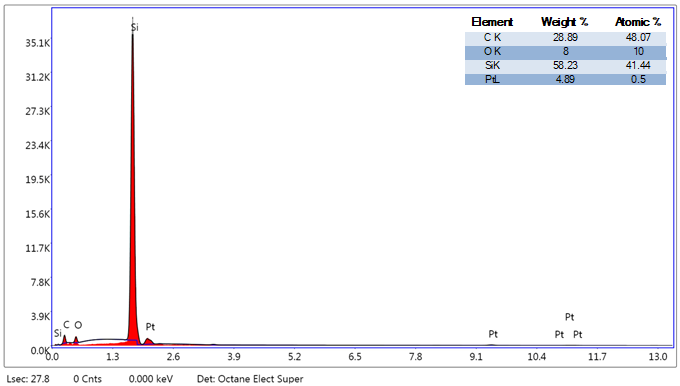 Element Weight % Atomic %
C K 28.89 48.07
O K 8 10
SiK 58.23 41.44
PtL 4.89 0.5
Si
35.1K
31.2K
27.3K
23.4K
19.5K
15.6K
11.7K
7.8K
3.9K
0.0K
Si C O Pt
Pt Pt Pt Pt
0.0 1.3 2.6 3.9 5.2 6.5 7.8 9.1 10.4 11.7 13.0
Lsec: 27.8 0 Cnts 0.000 keV Det: Octane Elect Super